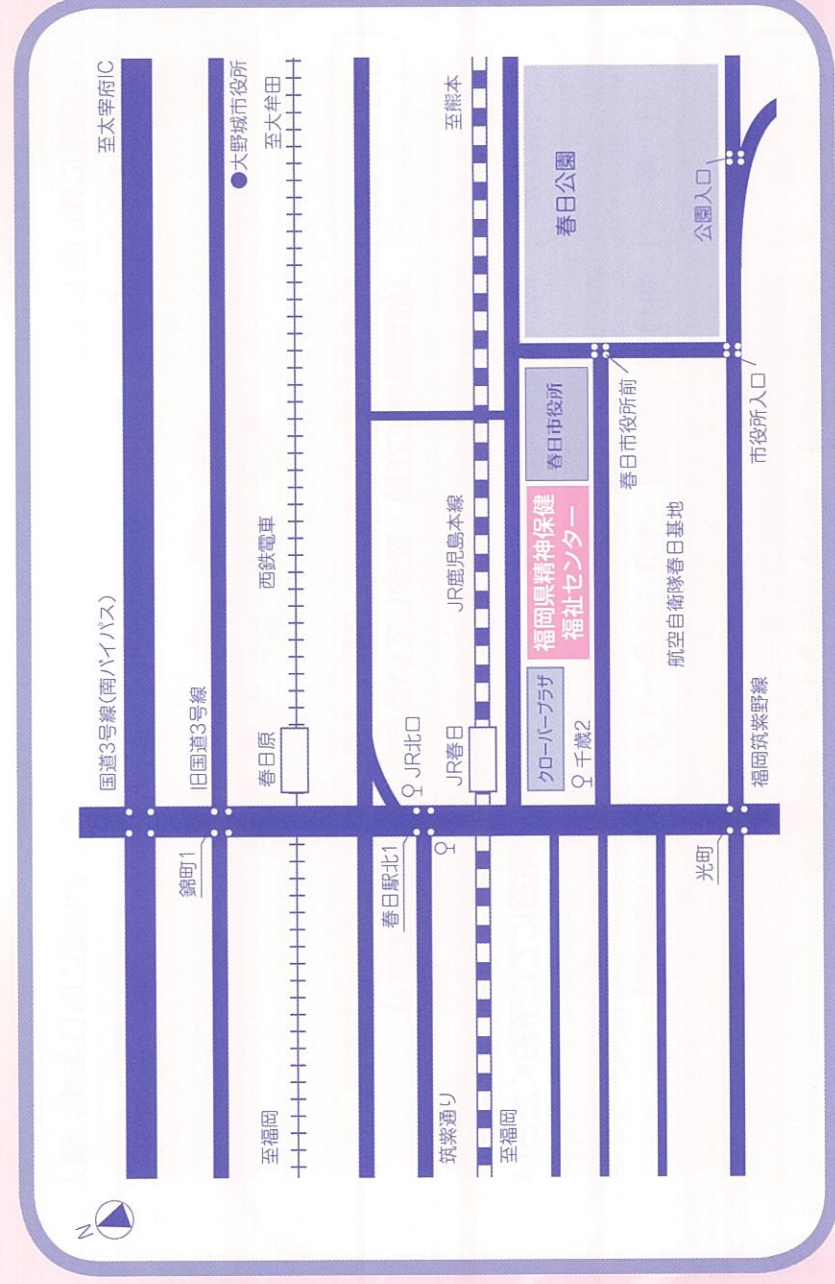 N
国道3号線(南バイパス)
至太宰府IC
錦町1
旧国道3号線
●大野城市役所
至福岡
春日原
西鉄電車
至大牟田
春日駅北1
JR北口
筑紫通り
至福岡
JR春日
JR鹿児島本線
至熊本
クローバープラザ
千歳2
福岡県精神保健
福祉センター
春日市役所
春日公園
春日市役所前
公園入口
航空自衛隊春日基地
光町
福岡筑紫野線
市役所入口